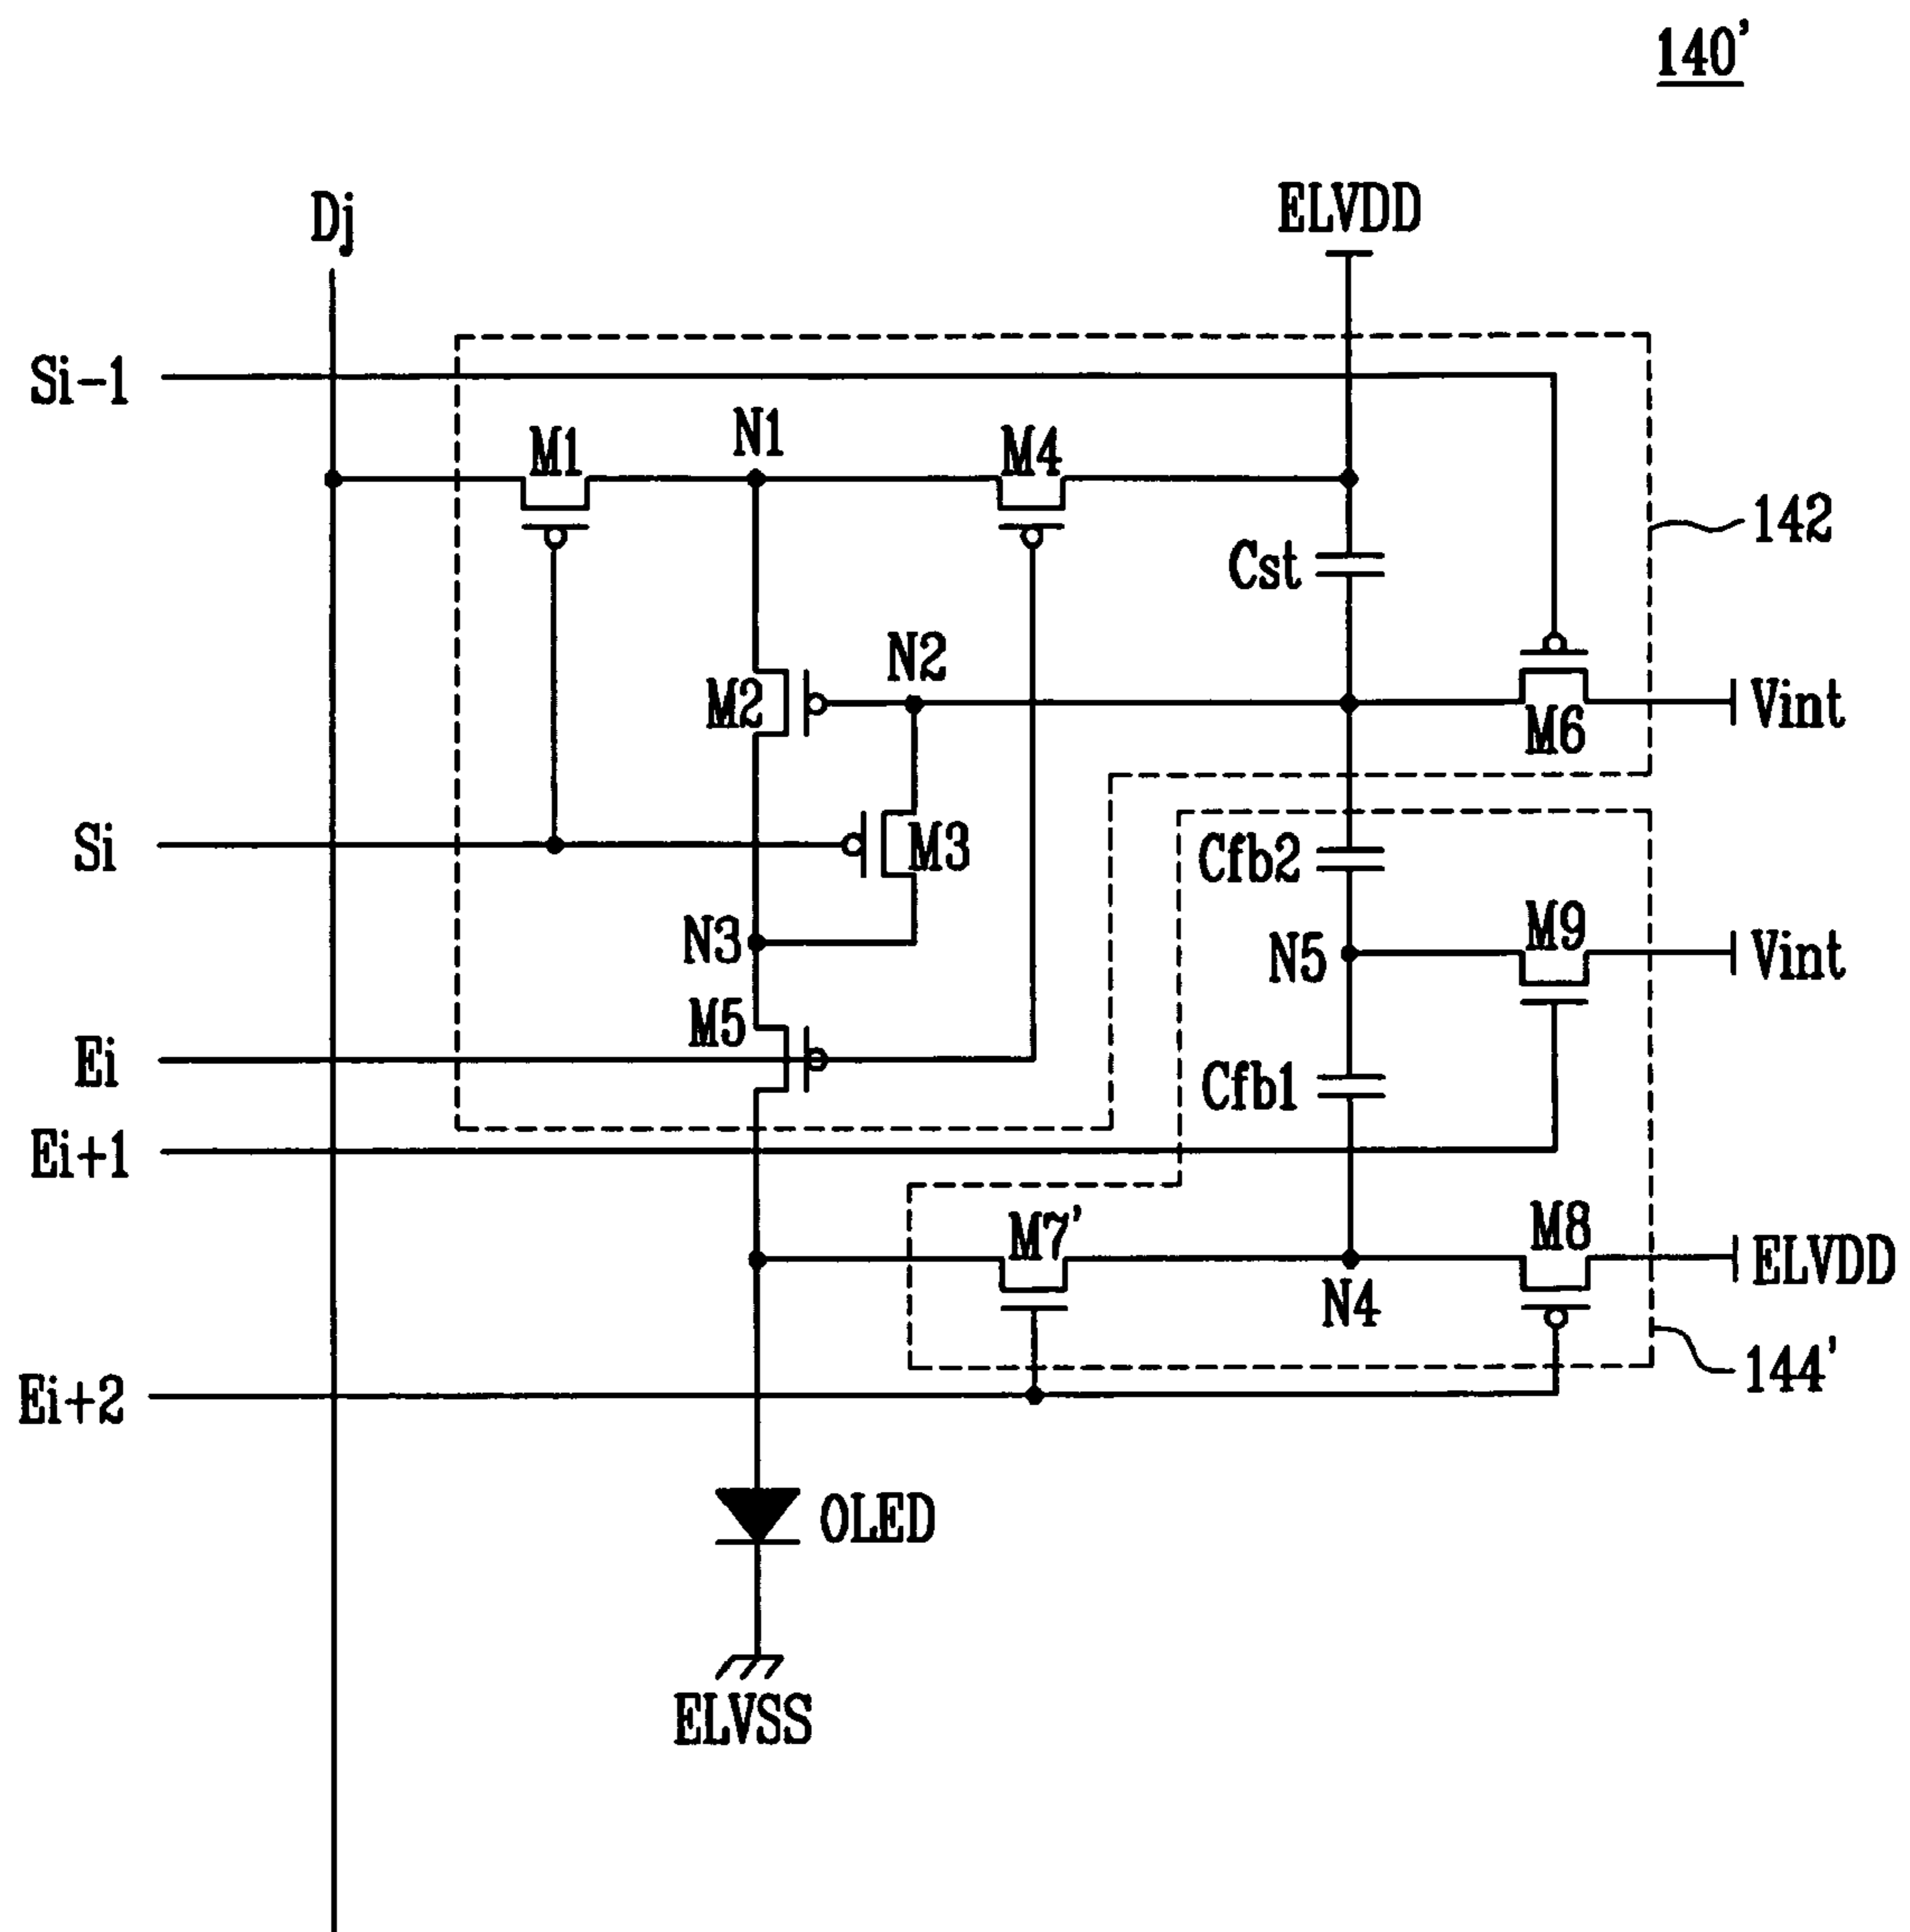 140'
Dj
ELVDD
Si-1
M1
N1
M4
142
Cst
N2
M2
M6
Vint
Si
M3
Cfb2
N3
M9
N5
Vint
M5
Ei
Cfb1
Ei+1
M7'
M8
ELVDD
N4
144'
Ei+2
OLED
ELVSS